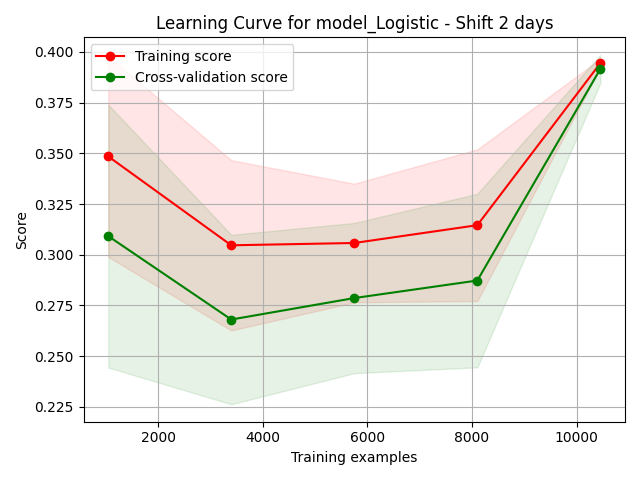 Learning Curve for model_Logistic - Shift 2 days
Training score
Cross-validation score
Score
0.400
0.375
0.350
0.325
0.300
0.275
0.250
0.225
2000 4000 6000 8000 10000
Training examples